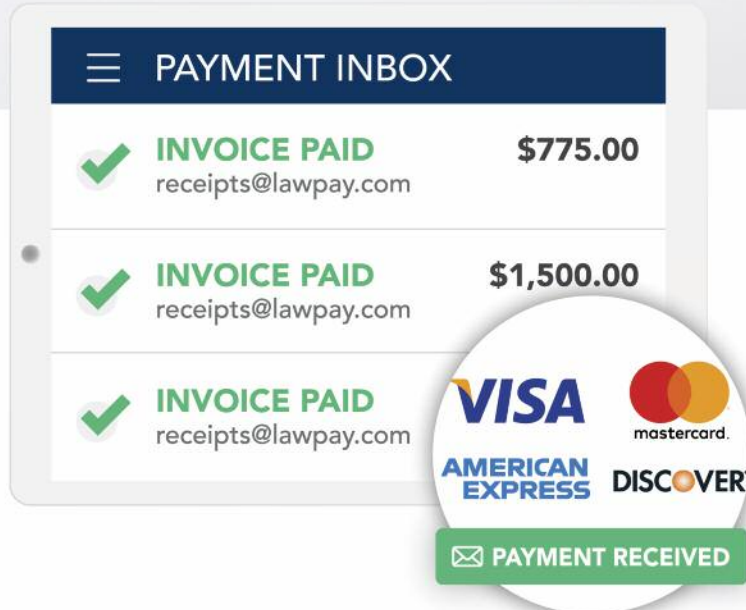 PAYMENT INBOX
INVOICE PAID $775.00
receipts@lawpay.com
INVOICE PAID $1,500.00
receipts@lawpay.com
INVOICE PAID
receipts@lawpay.com
VISA
mastercard.
AMERICAN
EXPRESS
DISCOVER
PAYMENT RECEIVED